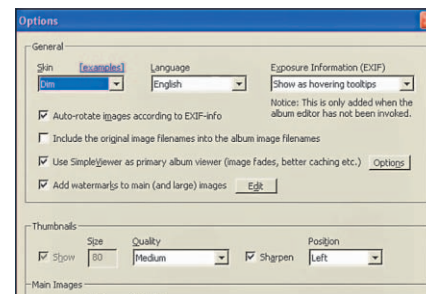 Options
General
Skin [examples] Language Exposure Information (EXIF)
Dim English Show as hovering tooltips
Notice: This is only added when the
album editor has not been invoked.
Auto-rotate images according to EXIF-info
Include the original image filenames into the album image filenames
Use SimpleViewer as primary album viewer (image fades, better caching etc.) Options
Add watermarks to main (and large) images Edit
Thumbnails
Size Quality Position
Show 80 Medium Sharpen Left
Main Images